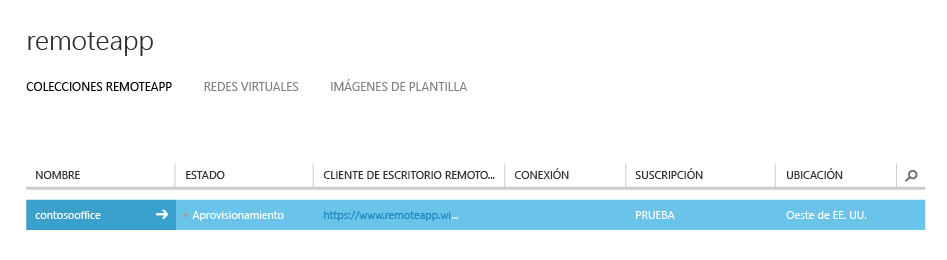 remoteapp
COLECCIONES REMOTEAPP REDES VIRTUALES IMÁGENES DE PLANTILLA
NOMBRE ESTADO CLIENTE DE ESCRITORIO REMOTO... CONEXIÓN SUSCRIPCIÓN UBICACIÓN
contosooffice Aprovisionamiento https://www.remoteapp.wi... PRUEBA Oeste de EE. UU.